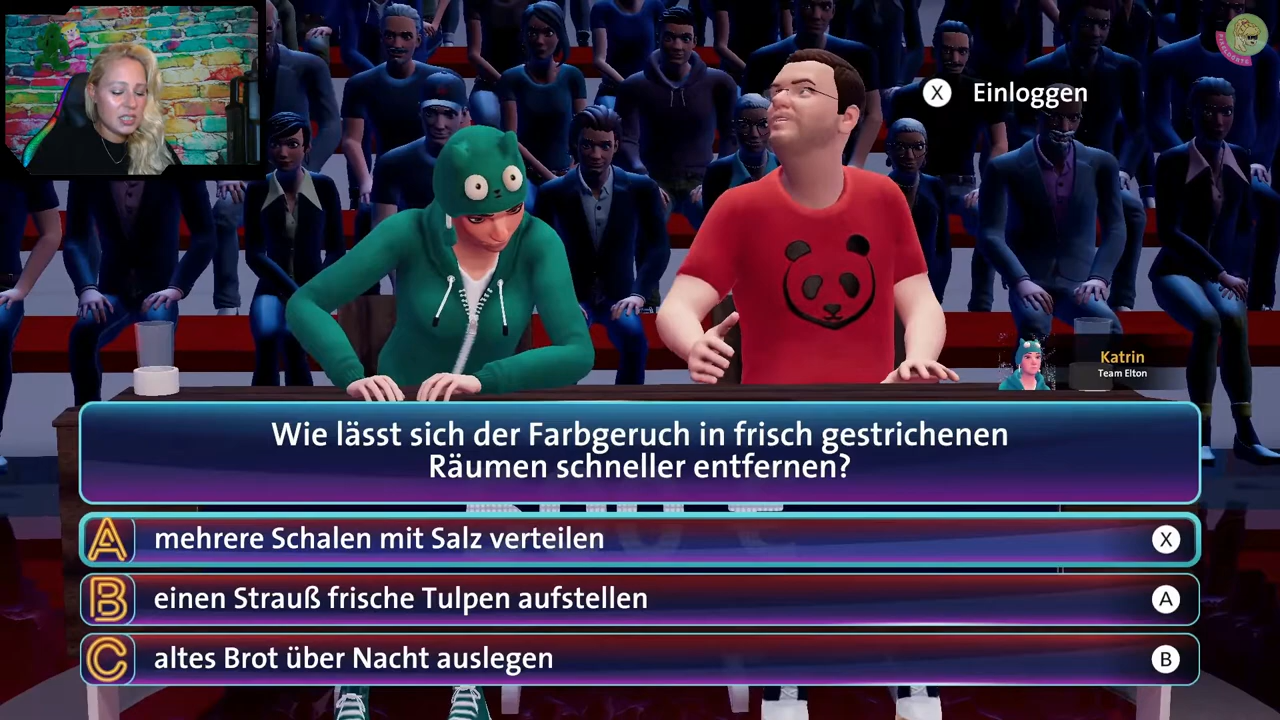 Einloggen
X
Katrin
Team Elton
Wie lässt sich der Farbgeruch in frisch gestrichenen
Räumen schneller entfernen?
A mehrere Schalen mit Salz verteilen X
B einen Strauß frische Tulpen aufstellen A
C altes Brot über Nacht auslegen B